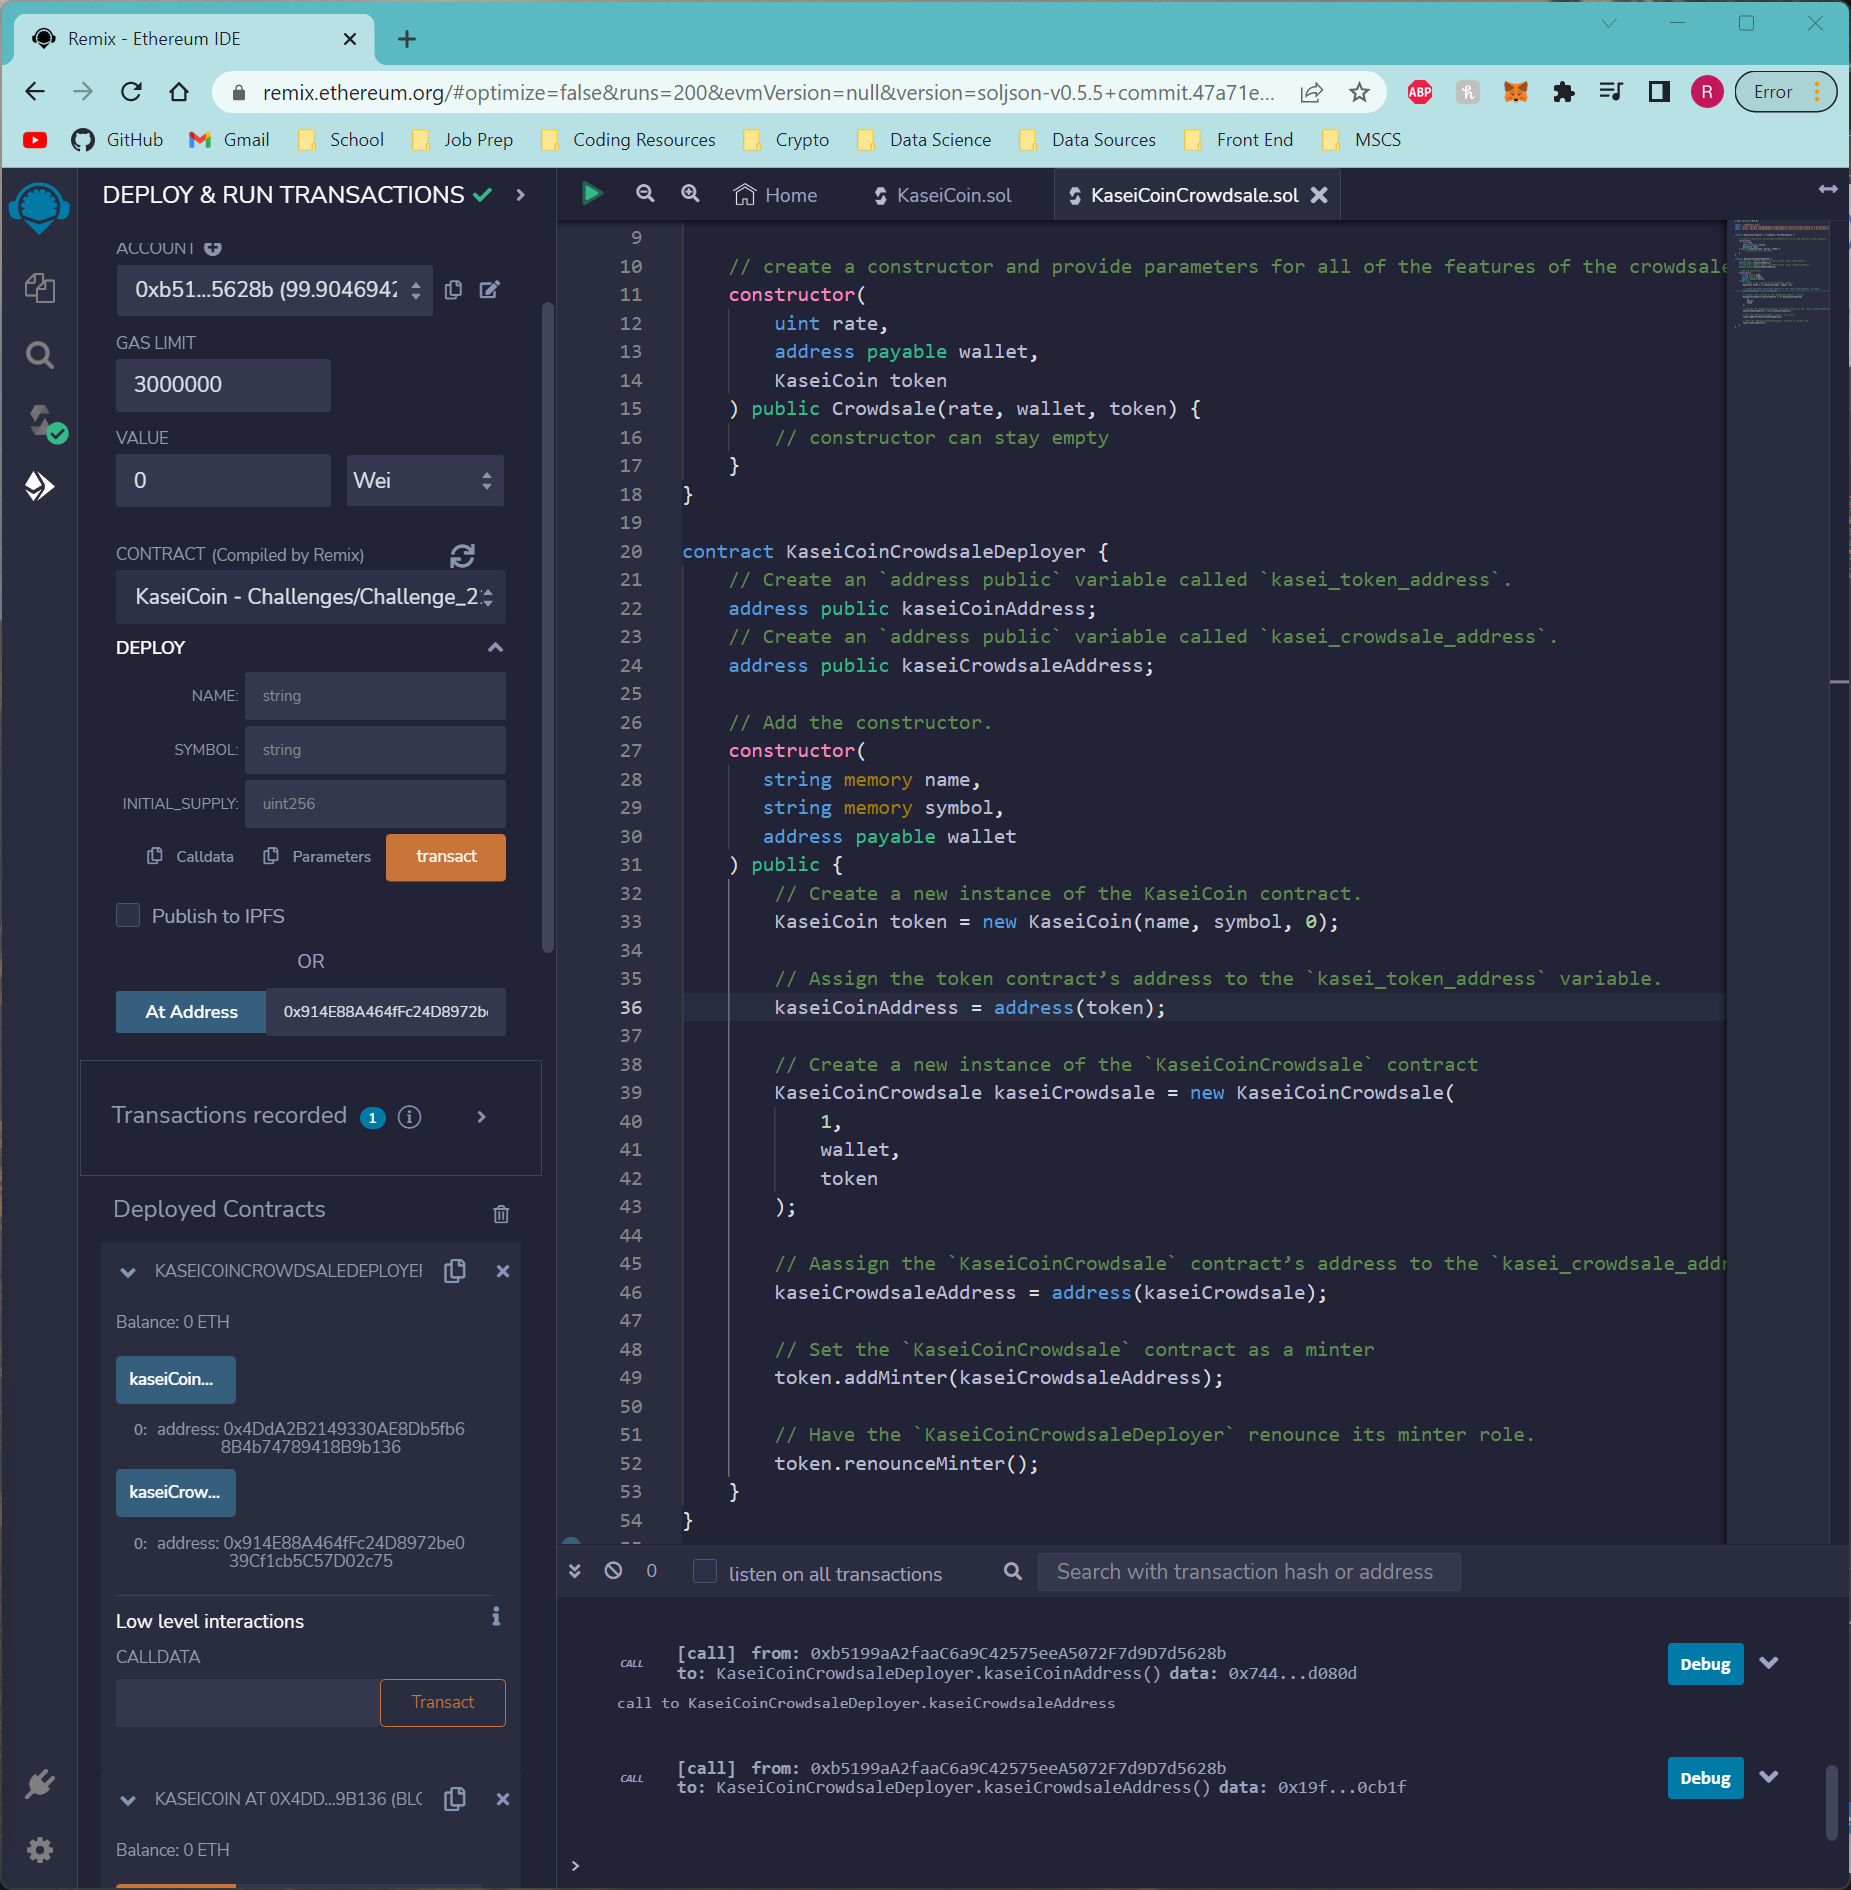 Remix - Ethereum IDE
remix.ethereum.org/#optimize=false&runs=200&evmVersion=null&version=soljson-v0.5.5+commit.47a71e...
ABP
R
Error
GitHub
Gmail
School
Job Prep
Coding Resources
Crypto
Data Science
Data Sources
Front End
MSCS
DEPLOY & RUN TRANSACTIONS
ACCOUNT
0xb51...5628b (99.9046942
GAS LIMIT
3000000
VALUE
0
Wei
CONTRACT (Compiled by Remix)
KaseiCoin - Challenges/Challenge_2
DEPLOY
NAME:
string
SYMBOL:
string
INITIAL_SUPPLY:
uint256
Calldata
Parameters
transact
Publish to IPFS
OR
At Address
0x914E88A464fFc24D8972b
Transactions recorded 1
Deployed Contracts
KASEICOINCROWDSALEDEPLOYER
Balance: 0 ETH
kaseiCoin...
0: address: 0x4DdA2B2149330AE8Db5fb6
8B4b74789418B9b136
kaseiCrow...
0: address: 0x914E88A464fFc24D8972be0
39Cf1cb5C57D02c75
Low level interactions
CALLDATA
Transact
KASEICOIN AT 0X4DD...9B136 (BLO
Balance: 0 ETH
Home
KaseiCoin.sol
KaseiCoinCrowdsale.sol
9
10 // create a constructor and provide parameters for all of the features of the crowdsale
11 constructor(
12 uint rate,
13 address payable wallet,
14 KaseiCoin token
15 ) public Crowdsale(rate, wallet, token) {
16 // constructor can stay empty
17 }
18 }
19
20 contract KaseiCoinCrowdsaleDeployer {
21 // Create an `address public` variable called `kasei_token_address`.
22 address public kaseiCoinAddress;
23 // Create an `address public` variable called `kasei_crowdsale_address`.
24 address public kaseiCrowdsaleAddress;
25
26 // Add the constructor.
27 constructor(
28 string memory name,
29 string memory symbol,
30 address payable wallet
31 ) public {
32 // Create a new instance of the KaseiCoin contract.
33 KaseiCoin token = new KaseiCoin(name, symbol, 0);
34
35 // Assign the token contract’s address to the `kasei_token_address` variable.
36 kaseiCoinAddress = address(token);
37
38 // Create a new instance of the `KaseiCoinCrowdsale` contract
39 KaseiCoinCrowdsale kaseiCrowdsale = new KaseiCoinCrowdsale(
40 1,
41 wallet,
42 token
43 );
44
45 // Aassign the `KaseiCoinCrowdsale` contract’s address to the `kasei_crowdsale_addr
46 kaseiCrowdsaleAddress = address(kaseiCrowdsale);
47
48 // Set the `KaseiCoinCrowdsale` contract as a minter
49 token.addMinter(kaseiCrowdsaleAddress);
50
51 // Have the `KaseiCoinCrowdsaleDeployer` renounce its minter role.
52 token.renounceMinter();
53 }
54 }
0
listen on all transactions
Search with transaction hash or address
CALL [call] from: 0xb5199aA2faaC6a9C42575eeA5072F7d9D7d5628b
to: KaseiCoinCrowdsaleDeployer.kaseiCoinAddress() data: 0x744...d080d
Debug
call to KaseiCoinCrowdsaleDeployer.kaseiCrowdsaleAddress
CALL [call] from: 0xb5199aA2faaC6a9C42575eeA5072F7d9D7d5628b
to: KaseiCoinCrowdsaleDeployer.kaseiCrowdsaleAddress() data: 0x19f...0cb1f
Debug
>